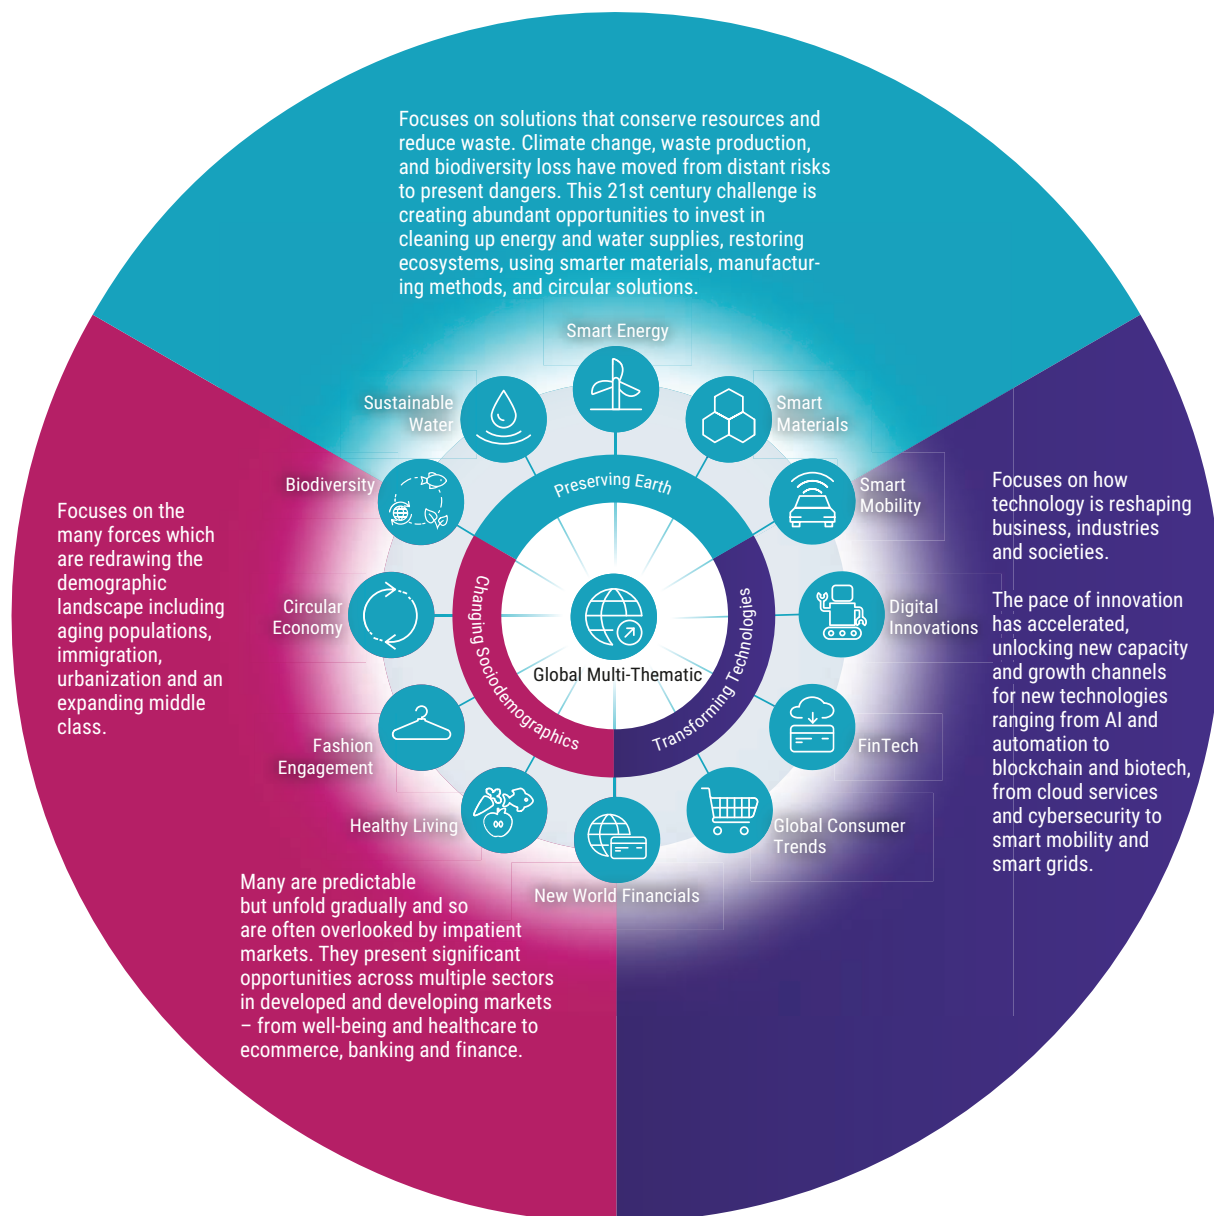 Focuses on solutions that conserve resources and
reduce waste. Climate change, waste production,
and biodiversity loss have moved from distant risks
to present dangers. This 21st century challenge is
creating abundant opportunities to invest in
cleaning up energy and water supplies, restoring
ecosystems, using smarter materials, manufactur-
ing methods, and circular solutions.
Smart Energy
Sustainable
Water
Smart
Materials
Biodiversity
Smart
Mobility
Preserving Earth
Circular
Economy
Digital
Innovations
Changing Sociodemographics
Transforming Technologies
Global Multi-Thematic
Fashion
Engagement
FinTech
Healthy Living
Global Consumer
Trends
New World Financials
Focuses on the
many forces which
are redrawing the
demographic
landscape including
aging populations,
immigration,
urbanization and an
expanding middle
class.
Many are predictable
but unfold gradually and so
are often overlooked by impatient
markets. They present significant
opportunities across multiple sectors
in developed and developing markets
– from well-being and healthcare to
ecommerce, banking and finance.
Focuses on how
technology is reshaping
business, industries
and societies.
The pace of innovation
has accelerated,
unlocking new capacity
and growth channels
for new technologies
ranging from AI and
automation to
blockchain and biotech,
from cloud services
and cybersecurity to
smart mobility and
smart grids.